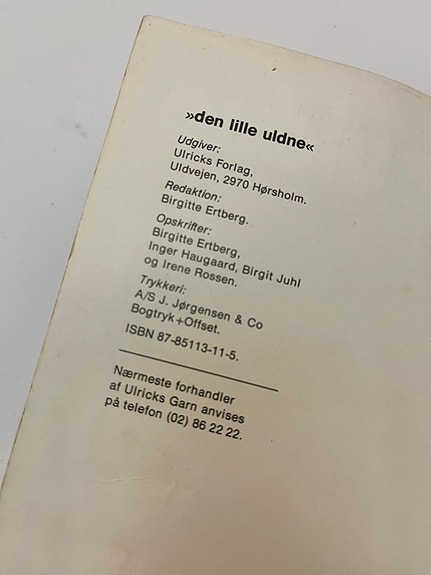 »den lille uldne«
Udgiver:
Ulricks Forlag,
Uldvejen, 2970 Hørsholm.
Redaktion:
Birgitte Ertberg.
Opskrifter:
Birgitte Ertberg,
Inger Haugaard, Birgit Juhl
og Irene Rossen.
Trykkeri:
A/S J. Jørgensen & Co
Bogtryk+Offset.
ISBN 87-85113-11-5.
Nærmeste forhandler
af Ulricks Garn anvises
på telefon (02) 86 22 22.